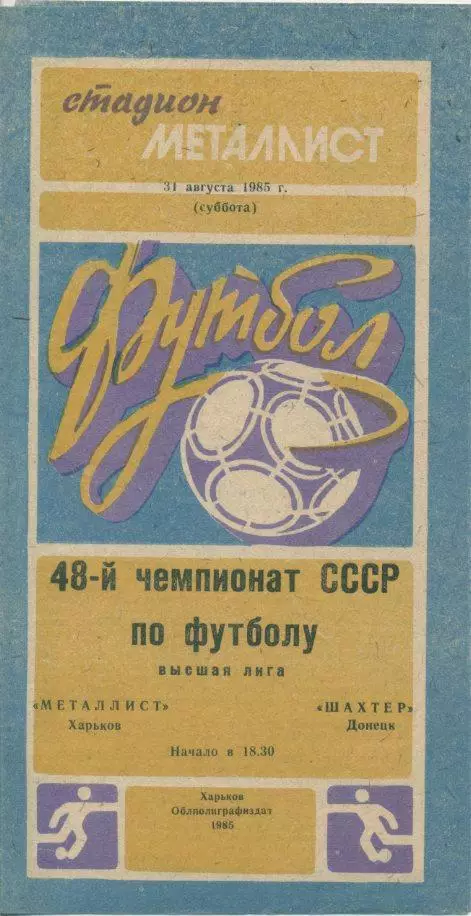 стадион
МЕТАЛЛИСТ
31 августа 1985 г.
(суббота)
Футбол
48-й чемпионат СССР
по футболу
высшая лига
«МЕТАЛЛИСТ» «ШАХТЕР»
Харьков Донецк
Начало в 18.30
Харьков
Облполиграфиздат
1985